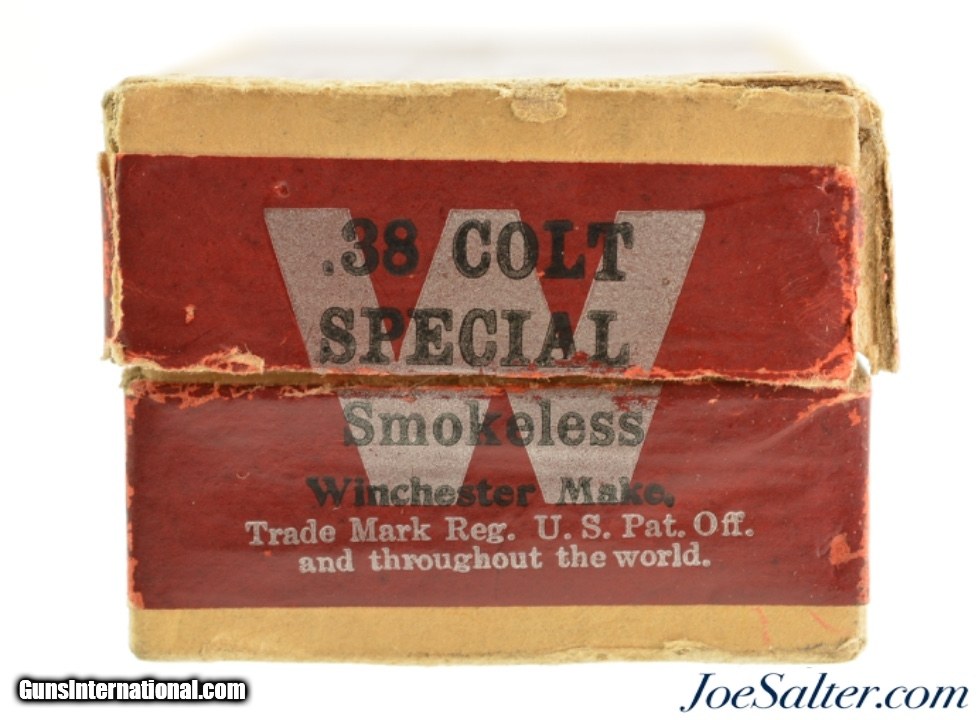 W
.38 COLT
SPECIAL
Smokeless
Winchester Make.
Trade Mark Reg. U. S. Pat. Off.
and throughout the world.
GunsInternational.com
JoeSalter.com